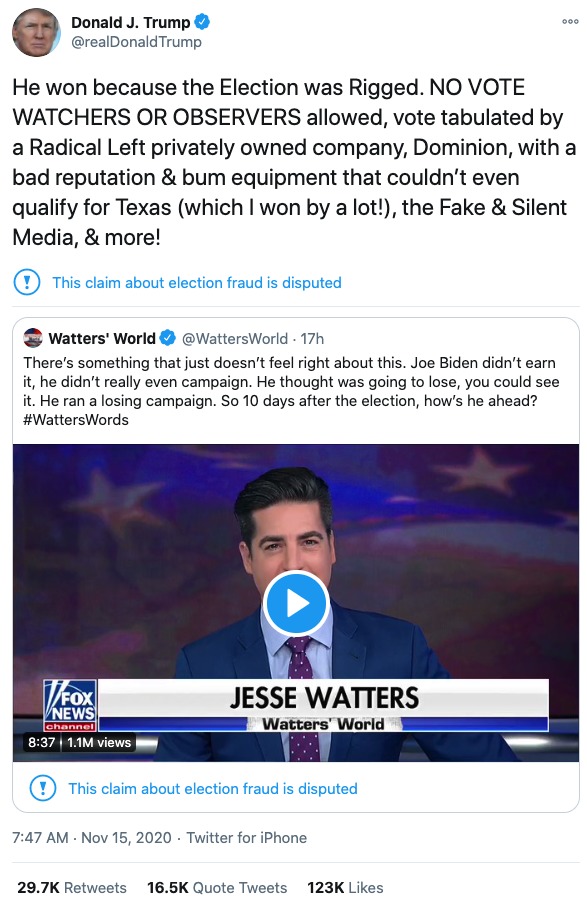 Donald J. Trump
@realDonaldTrump
He won because the Election was Rigged. NO VOTE
WATCHERS OR OBSERVERS allowed, vote tabulated by
a Radical Left privately owned company, Dominion, with a
bad reputation & bum equipment that couldn’t even
qualify for Texas (which I won by a lot!), the Fake & Silent
Media, & more!
This claim about election fraud is disputed
Watters' World @WattersWorld · 17h
There’s something that just doesn’t feel right about this. Joe Biden didn’t earn
it, he didn’t really even campaign. He thought was going to lose, you could see
it. He ran a losing campaign. So 10 days after the election, how’s he ahead?
#WattersWords
FOX
NEWS
channel
JESSE WATTERS
Watters' World
8:37 1.1M views
This claim about election fraud is disputed
7:47 AM · Nov 15, 2020 · Twitter for iPhone
29.7K Retweets 16.5K Quote Tweets 123K Likes